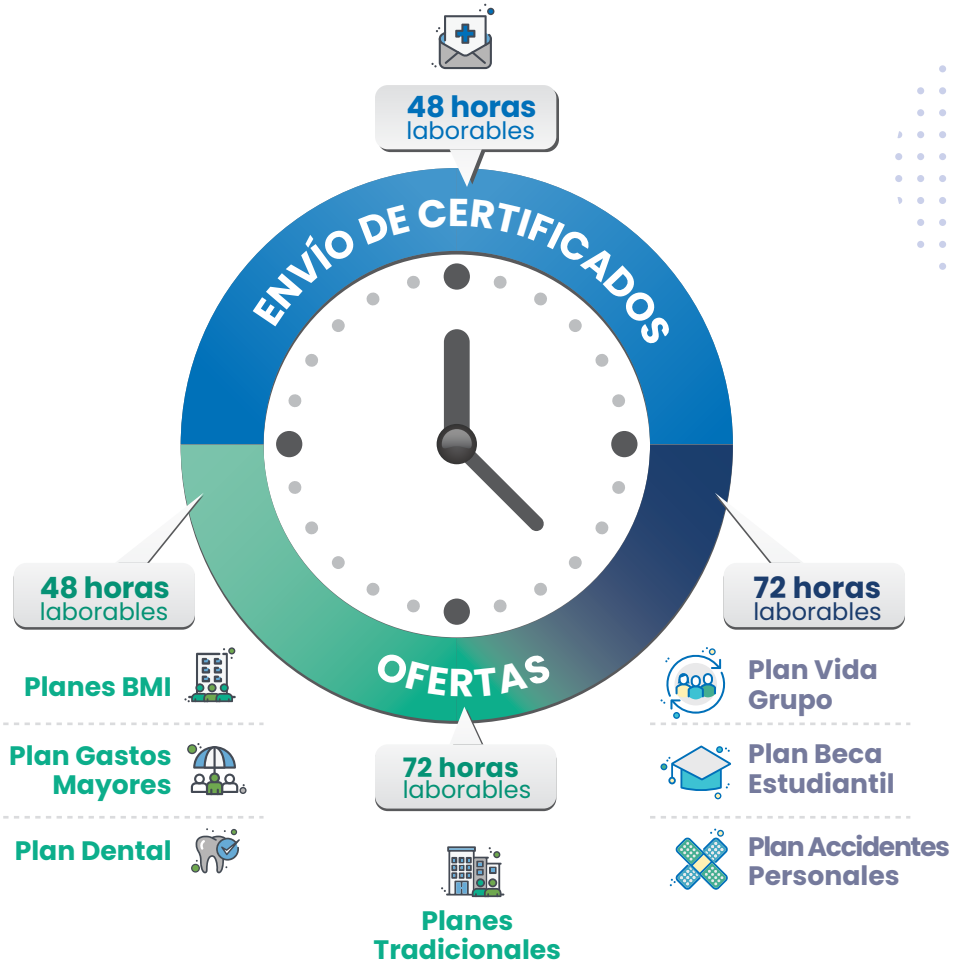 48 horas
laborables
ENVÍO DE CERTIFICADOS
OFERTAS
48 horas
laborables
Planes BMI
Plan Gastos
Mayores
Plan Dental
72 horas
laborables
Planes
Tradicionales
72 horas
laborables
Plan Vida
Grupo
Plan Beca
Estudiantil
Plan Accidentes
Personales